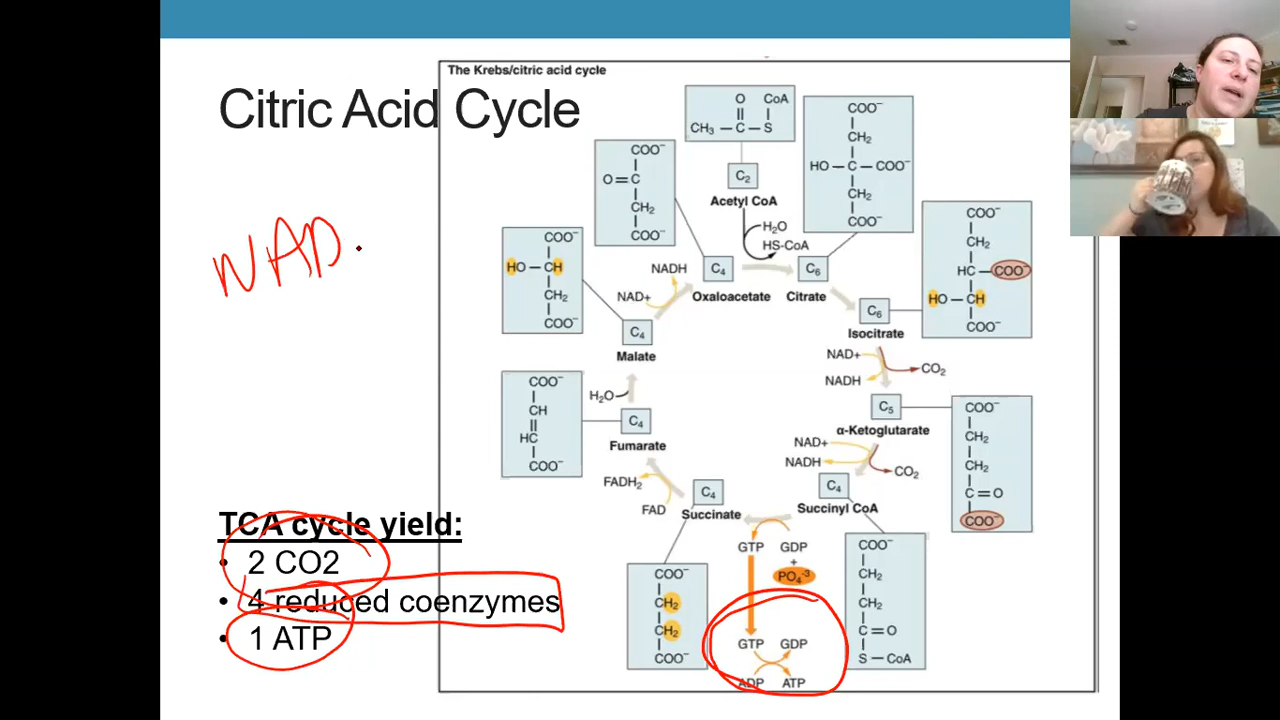 The Krebs/citric acid cycle
Citric Acid Cycle
NAD
TCA cycle yield:
• 2 CO2
• 4 reduced coenzymes
• 1 ATP
O CoA
CH₃ — C — S
C₂
Acetyl CoA
H₂O
HS-CoA
COO⁻
O=C
CH₂
COO⁻
C₄
Oxaloacetate
COO⁻
CH₂
HO — C — COO⁻
CH₂
COO⁻
C₆
Citrate
COO⁻
CH₂
HC — COO⁻
HO — CH
COO⁻
C₆
Isocitrate
NAD+
NADH
CO₂
C₅
α-Ketoglutarate
COO⁻
CH₂
CH₂
C=O
COO⁻
NAD+
NADH
CO₂
C₄
Succinyl CoA
COO⁻
CH₂
CH₂
C=O
S — CoA
GTP GDP
+
PO₄⁻³
GTP GDP
ADP ATP
C₄
Succinate
COO⁻
CH₂
CH₂
COO⁻
FADH₂
FAD
C₄
Fumarate
COO⁻
CH
HC
COO⁻
H₂O
C₄
Malate
COO⁻
HO — CH
CH₂
COO⁻
NADH
NAD+